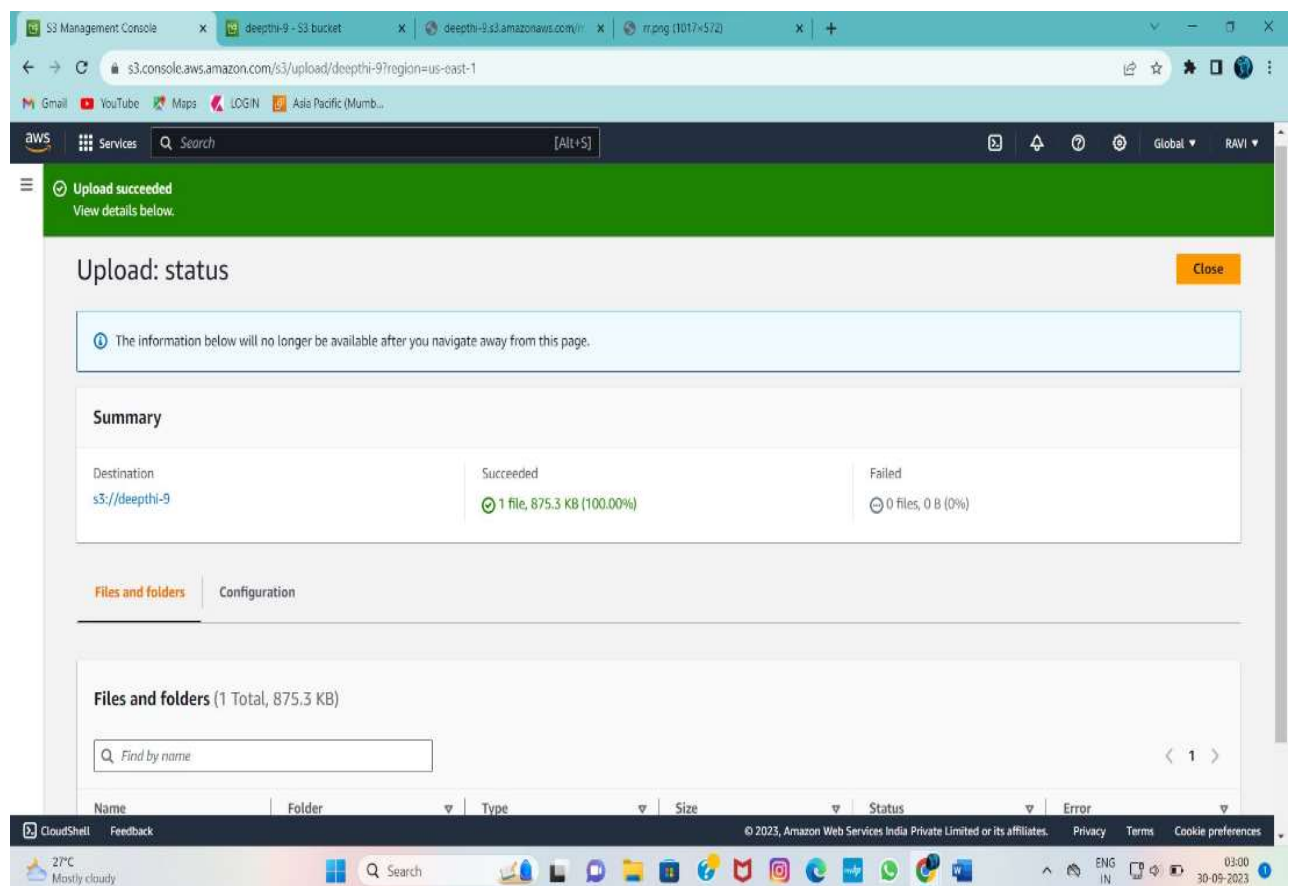 S3 Management Console
deepthi-9 - S3 bucket
deepthi-9.s3.amazonaws.com/
rr.png (1017×572)
s3.console.aws.amazon.com/s3/upload/deepthi-9?region=us-east-1
Gmail YouTube Maps LOGIN Asia Pacific (Mumb...
aws Services Search [Alt+S] Global RAVI
Upload succeeded
View details below.
Upload: status
Close
The information below will no longer be available after you navigate away from this page.
Summary
Destination
s3://deepthi-9
Succeeded
1 file, 875.3 KB (100.00%)
Failed
0 files, 0 B (0%)
Files and folders Configuration
Files and folders (1 Total, 875.3 KB)
Find by name
1
Name Folder Type Size Status Error
CloudShell Feedback © 2023, Amazon Web Services India Private Limited or its affiliates. Privacy Terms Cookie preferences
27°C
Mostly cloudy
Search
ENG
IN
03:00
30-09-2023